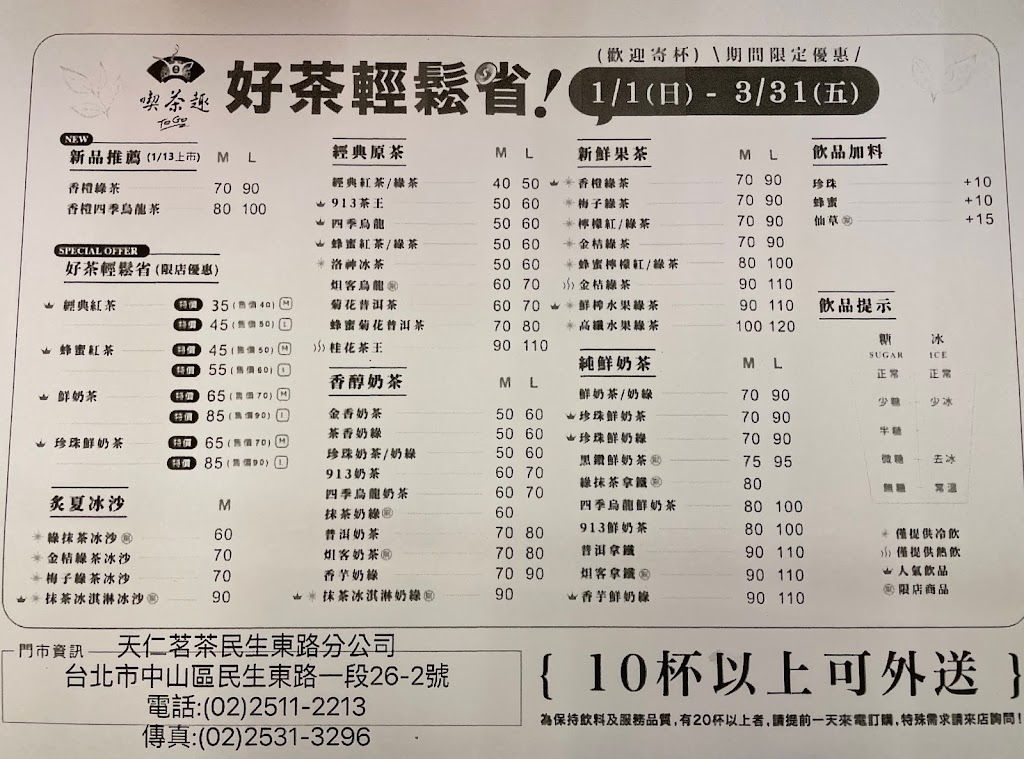 喫茶趣
ToGo
好茶輕鬆省!
(歡迎寄杯) \期間限定優惠/
1/1(日) - 3/31(五)
NEW
新品推薦(1/13上市) M L
香橙綠茶 70 90
香橙四季烏龍茶 80 100
SPECIAL OFFER
好茶輕鬆省(限店優惠)
經典紅茶 特價 35(售價40) M
特價 45(售價50) L
蜂蜜紅茶 特價 45(售價50) M
特價 55(售價60) L
鮮奶茶 特價 65(售價70) M
特價 85(售價90) L
珍珠鮮奶茶 特價 65(售價70) M
特價 85(售價90) L
炙夏冰沙 M
綠抹茶冰沙限 60
金桔綠茶冰沙 70
梅子綠茶冰沙 70
抹茶冰淇淋冰沙限 90
經典原茶 M L
經典紅茶/綠茶 40 50
913茶王 50 60
四季烏龍 50 60
蜂蜜紅茶/綠茶 50 60
洛神冰茶 50 60
炟客烏龍限 60 70
菊花普洱茶 60 70
蜂蜜菊花普洱茶 70 80
桂花茶王 90 110
香醇奶茶 M L
金香奶茶 50 60
茶香奶綠 50 60
珍珠奶茶/奶綠 50 60
913奶茶 60 70
四季烏龍奶茶 60 70
抹茶奶綠限 60
普洱奶茶 70 80
炟客奶茶限 70 80
香芋奶綠 70 90
抹茶冰淇淋奶綠限 90
新鮮果茶 M L
香橙綠茶 70 90
梅子綠茶 70 90
檸檬紅/綠茶 70 90
金桔綠茶 70 90
蜂蜜檸檬紅/綠茶 80 100
金桔綠茶 90 110
鮮榨水果綠茶 90 110
高纖水果綠茶 100 120
純鮮奶茶 M L
鮮奶茶/奶綠 70 90
珍珠鮮奶茶 70 90
珍珠鮮奶綠 70 90
黑鑽鮮奶茶限 75 95
綠抹茶拿鐵限 80
四季烏龍鮮奶茶 80 100
913鮮奶茶 80 100
普洱拿鐵 90 110
炟客拿鐵限 90 110
香芋鮮奶綠 90 110
飲品加料
珍珠 +10
蜂蜜 +10
仙草限 +15
飲品提示
糖 冰
SUGAR ICE
正常 正常
少糖 少冰
半糖
微糖 去冰
無糖 常溫
僅提供冷飲
僅提供熱飲
人氣飲品
限 限店商品
門市資訊
天仁茗茶民生東路分公司
台北市中山區民生東路一段26-2號
電話:(02)2511-2213
傳真:(02)2531-3296
{ 10杯以上可外送 }
為保持飲料及服務品質,有20杯以上者,請提前一天來電訂購,特殊需求請來店詢問!